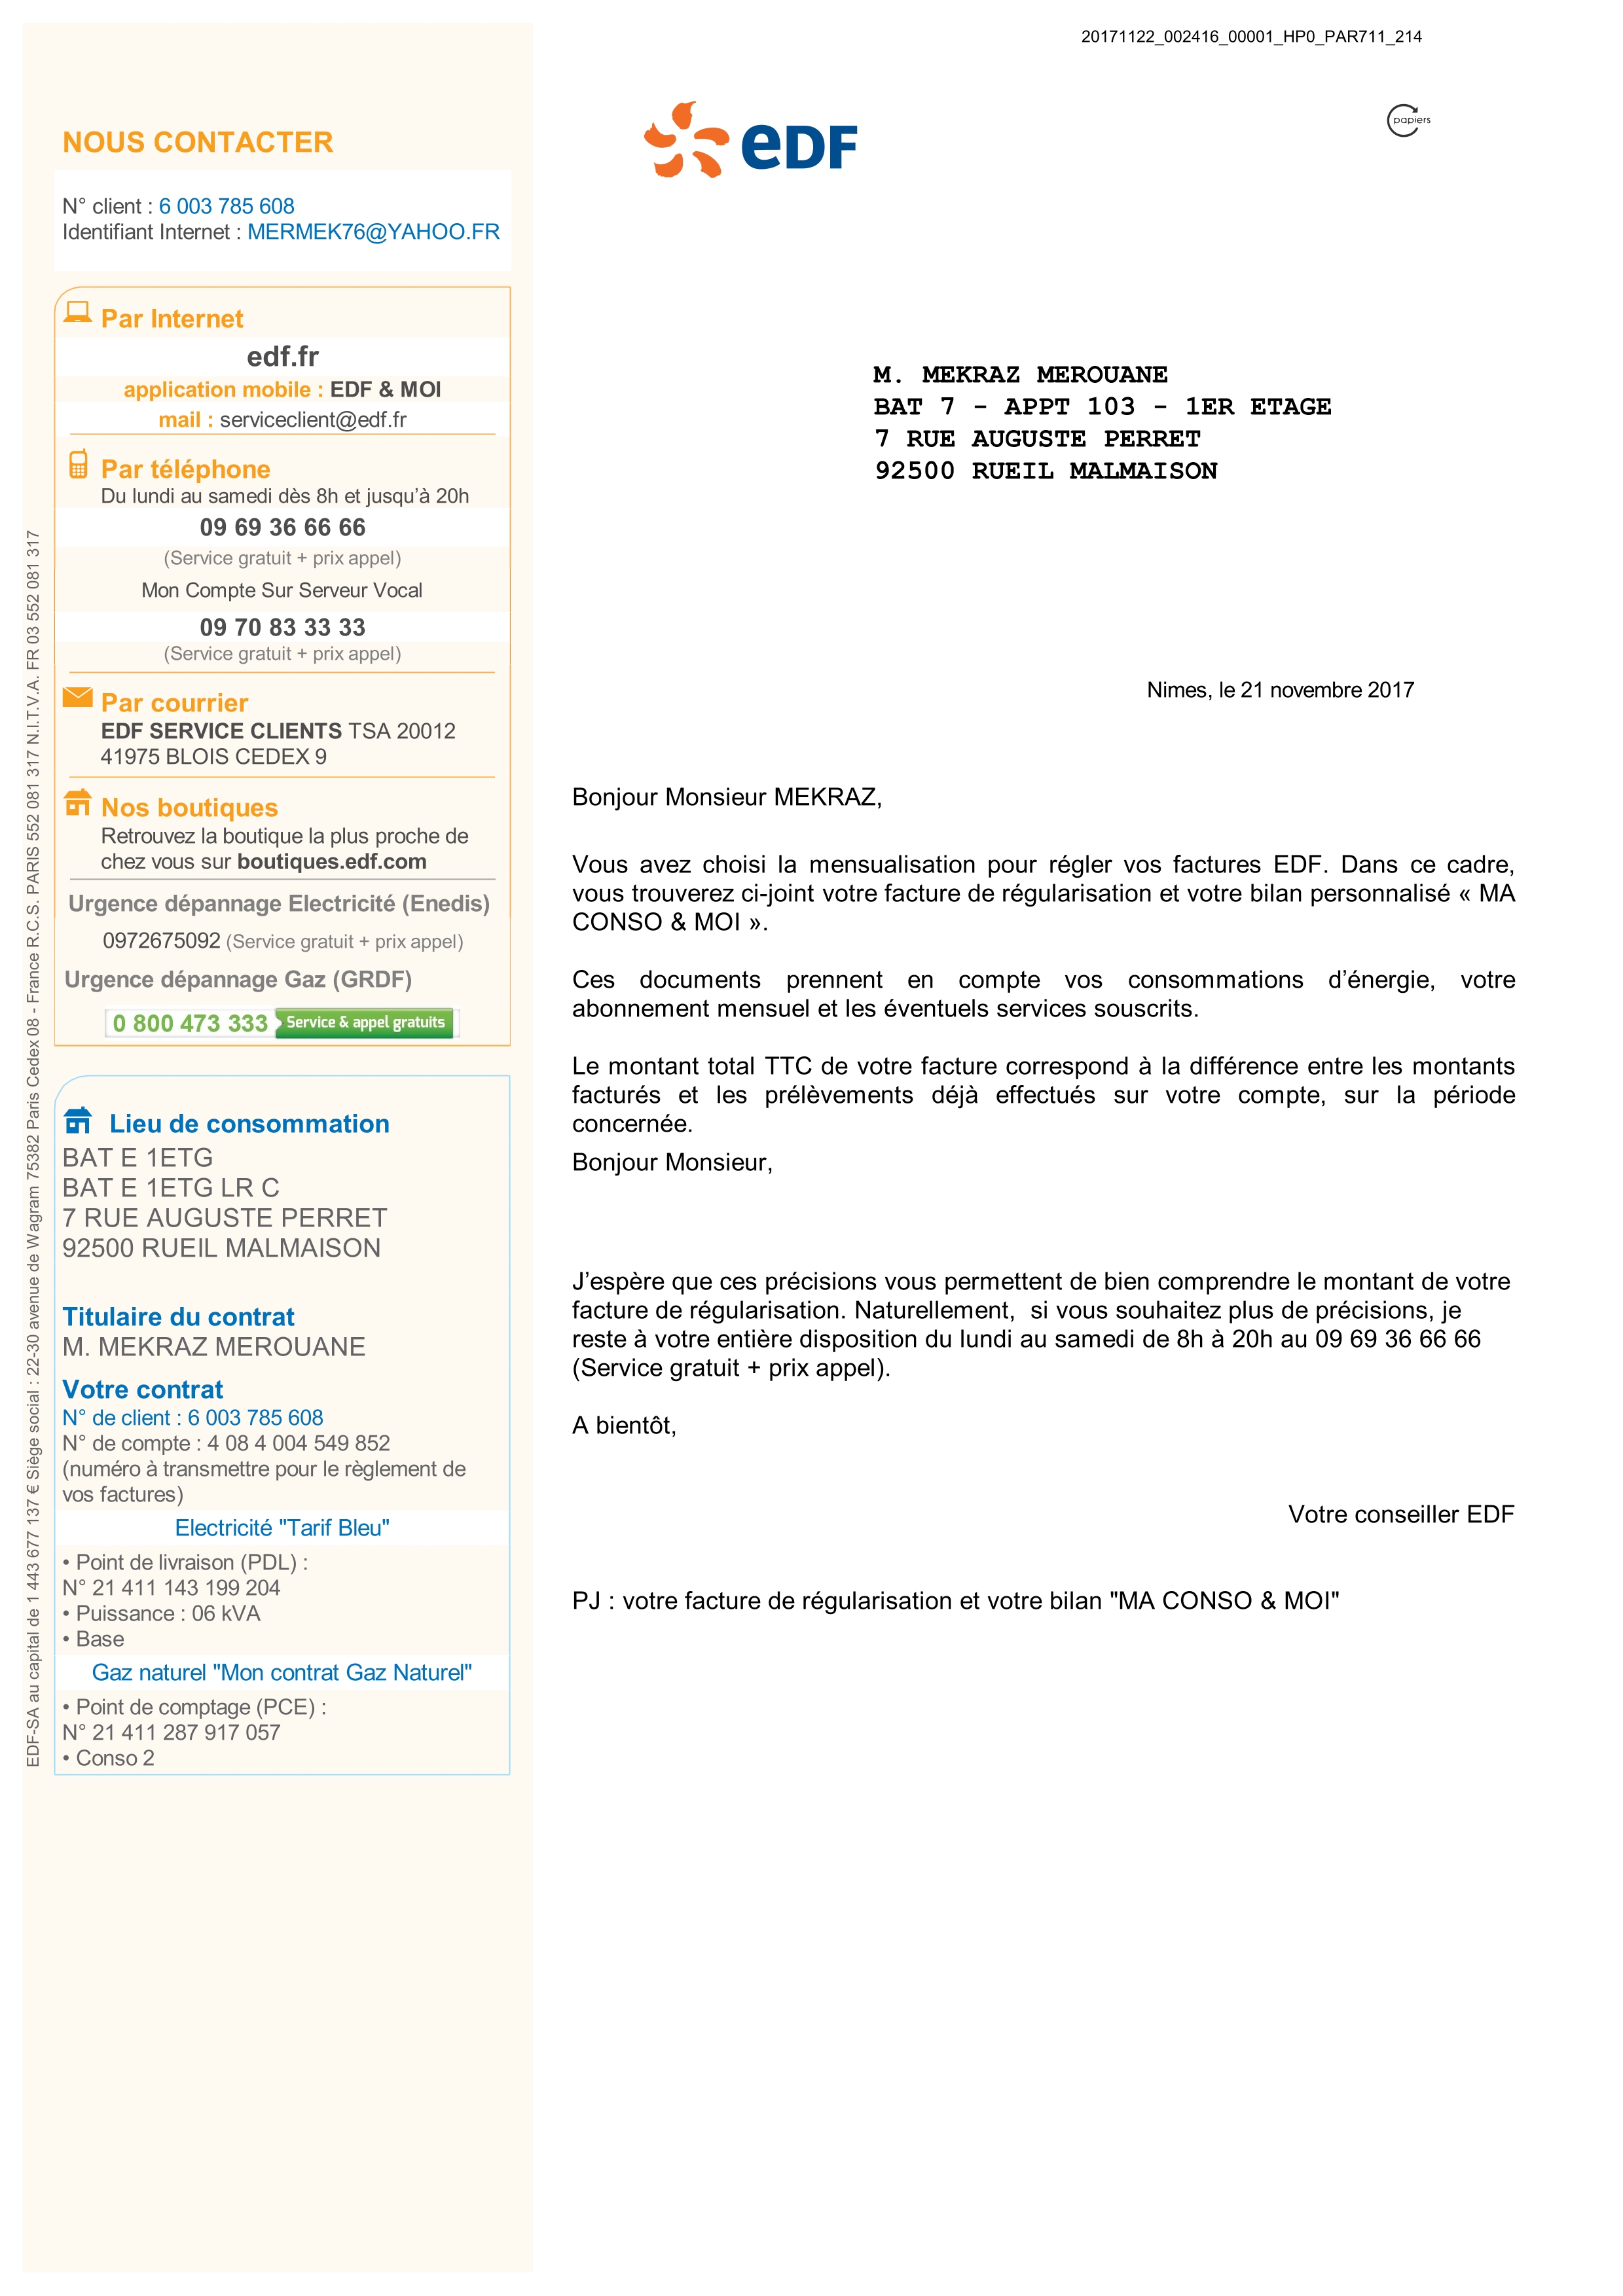 20171122_002416_00001_HP0_PAR711_214
NOUS CONTACTER
N° client : 6 003 785 608
Identifiant Internet : MERMEK76@YAHOO.FR
Par Internet
edf.fr
application mobile : EDF & MOI
mail : serviceclient@edf.fr
Par téléphone
Du lundi au samedi dès 8h et jusqu'à 20h
09 69 36 66 66
(Service gratuit + prix appel)
Mon Compte Sur Serveur Vocal
09 70 83 33 33
(Service gratuit + prix appel)
Par courrier
EDF SERVICE CLIENTS TSA 20012
41975 BLOIS CEDEX 9
Nos boutiques
Retrouvez la boutique la plus proche de
chez vous sur boutiques.edf.com
Urgence dépannage Electricité (Enedis)
0972675092 (Service gratuit + prix appel)
Urgence dépannage Gaz (GRDF)
0 800 473 333 Service & appel gratuits
Lieu de consommation
BAT E 1ETG
BAT E 1ETG LR C
7 RUE AUGUSTE PERRET
92500 RUEIL MALMAISON
Titulaire du contrat
M. MEKRAZ MEROUANE
Votre contrat
N° de client : 6 003 785 608
N° de compte : 4 08 4 004 549 852
(numéro à transmettre pour le règlement de
vos factures)
Electricité "Tarif Bleu"
• Point de livraison (PDL) :
N° 21 411 143 199 204
• Puissance : 06 kVA
• Base
Gaz naturel "Mon contrat Gaz Naturel"
• Point de comptage (PCE) :
N° 21 411 287 917 057
• Conso 2
EDF-SA au capital de 1 443 677 137 € Siège social : 22-30 avenue de Wagram 75382 Paris Cedex 08 - France R.C.S. PARIS 552 081 317 N.I.T.V.A. FR 03 552 081 317
eDF
papiers
M. MEKRAZ MEROUANE
BAT 7 - APPT 103 - 1ER ETAGE
7 RUE AUGUSTE PERRET
92500 RUEIL MALMAISON
Nimes, le 21 novembre 2017
Bonjour Monsieur MEKRAZ,
Vous avez choisi la mensualisation pour régler vos factures EDF. Dans ce cadre,
vous trouverez ci-joint votre facture de régularisation et votre bilan personnalisé « MA
CONSO & MOI ».
Ces documents prennent en compte vos consommations d'énergie, votre
abonnement mensuel et les éventuels services souscrits.
Le montant total TTC de votre facture correspond à la différence entre les montants
facturés et les prélèvements déjà effectués sur votre compte, sur la période
concernée.
Bonjour Monsieur,
J'espère que ces précisions vous permettent de bien comprendre le montant de votre
facture de régularisation. Naturellement, si vous souhaitez plus de précisions, je
reste à votre entière disposition du lundi au samedi de 8h à 20h au 09 69 36 66 66
(Service gratuit + prix appel).
A bientôt,
Votre conseiller EDF
PJ : votre facture de régularisation et votre bilan "MA CONSO & MOI"